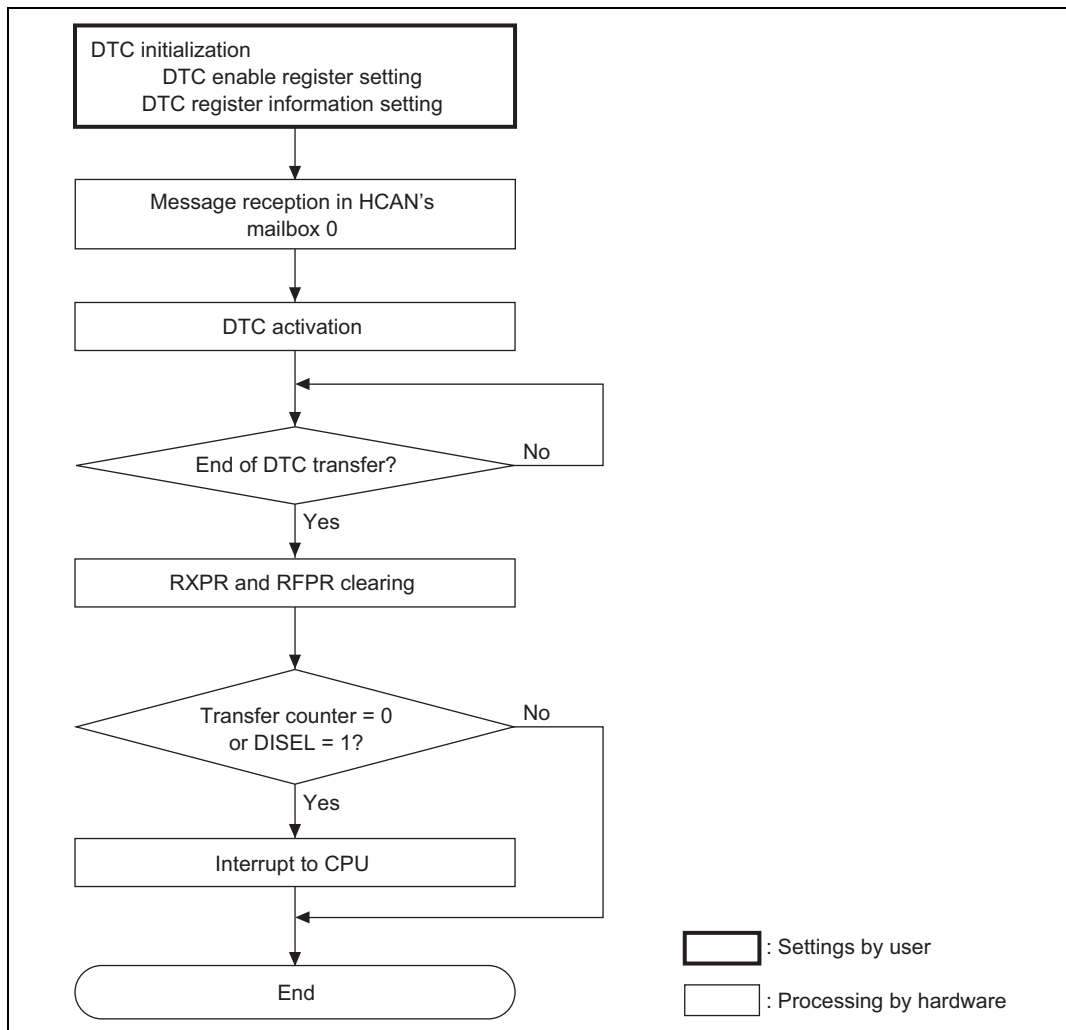 DTC initialization
DTC enable register setting
DTC register information setting
Message reception in HCAN's
mailbox 0
DTC activation
End of DTC transfer?
No
Yes
RXPR and RFPR clearing
Transfer counter = 0
or DISEL = 1?
No
Yes
Interrupt to CPU
End
: Settings by user
: Processing by hardware